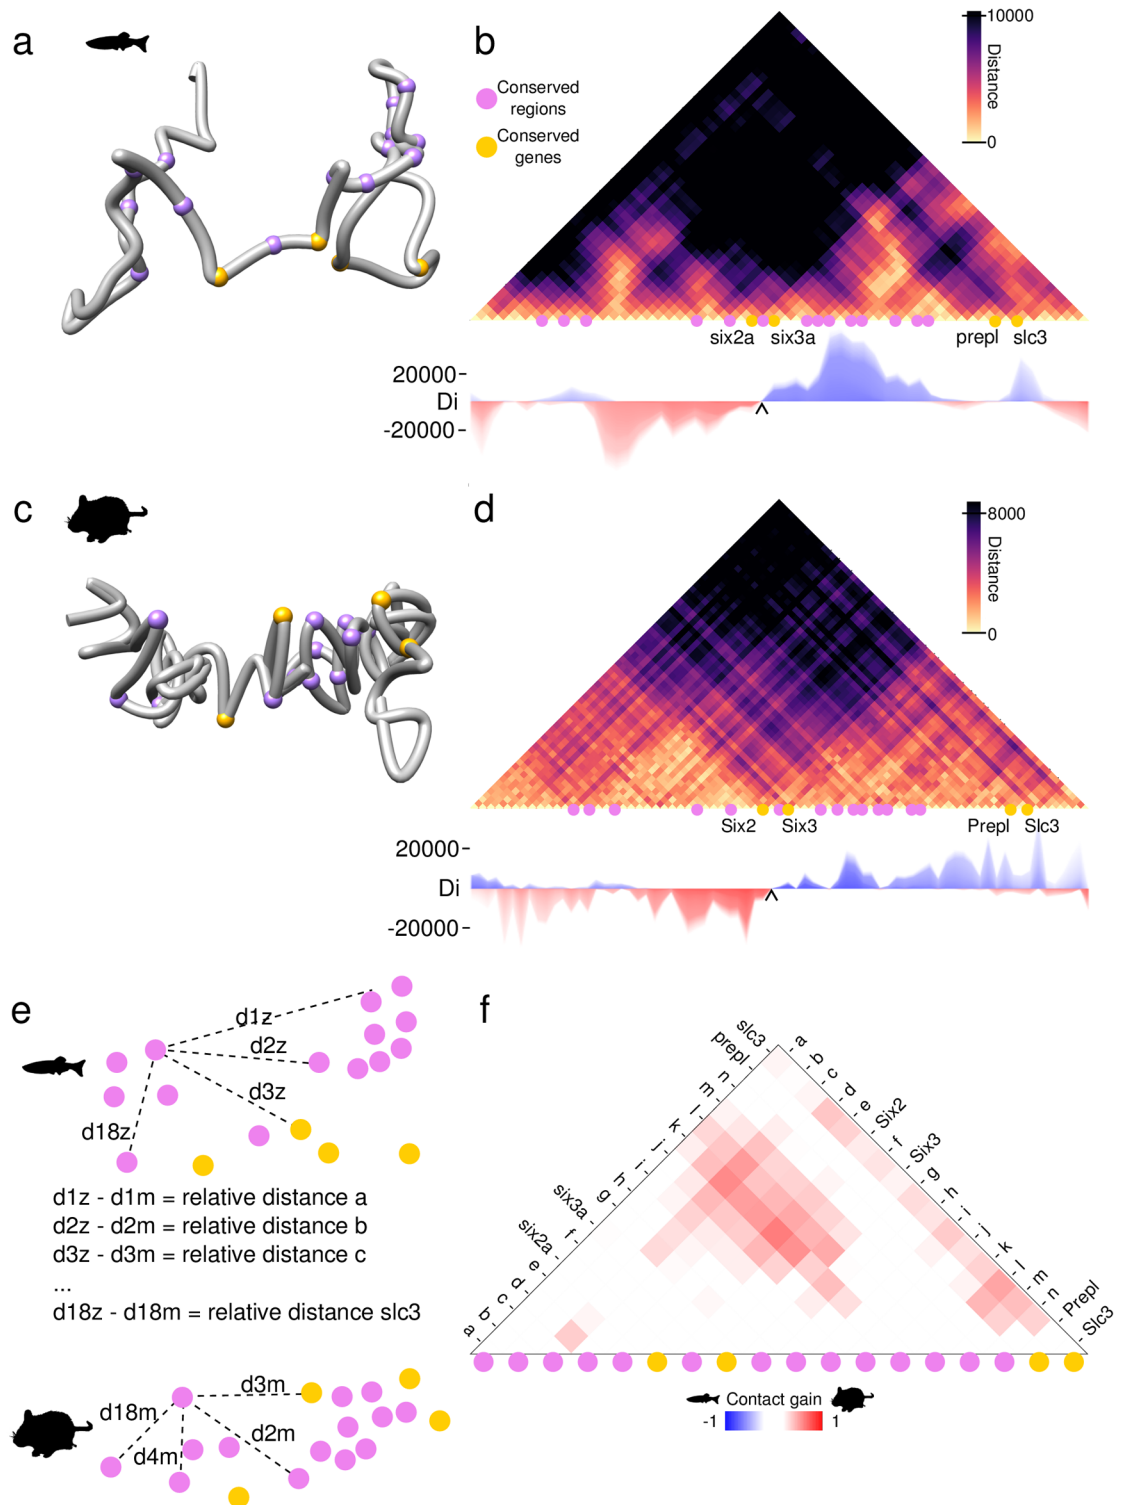 a
b
Conserved
regions
Conserved
genes
10000
Distance
0
six2a
six3a
prepl
slc3
20000
Di
-20000
c
d
8000
Distance
0
Six2
Six3
Prepl
Slc3
20000
Di
-20000
e
d1z
d2z
d3z
d18z
d1z - d1m = relative distance a
d2z - d2m = relative distance b
d3z - d3m = relative distance c
...
d18z - d18m = relative distance slc3
d3m
d18m
d2m
d4m
f
slc3
prepl
n
m
l
k
j
i
h
g
six3a
f
six2a
e
d
c
b
a
a
b
c
d
e
Six2
f
Six3
g
h
i
j
k
l
m
n
Prepl
Slc3
Contact gain
-1
1